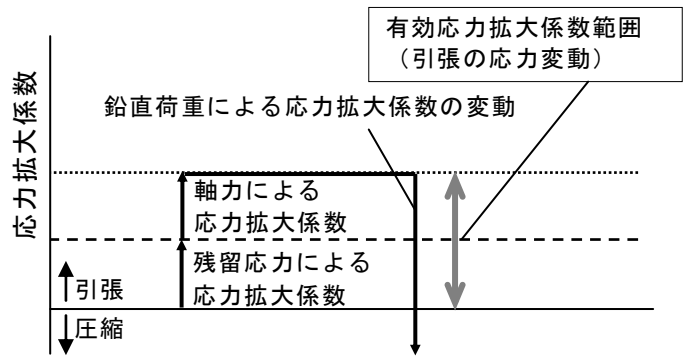 有効応力拡大係数範囲
（引張の応力変動）
鉛直荷重による応力拡大係数の変動
応力拡大係数
軸力による
応力拡大係数
残留応力による
応力拡大係数
引張
圧縮